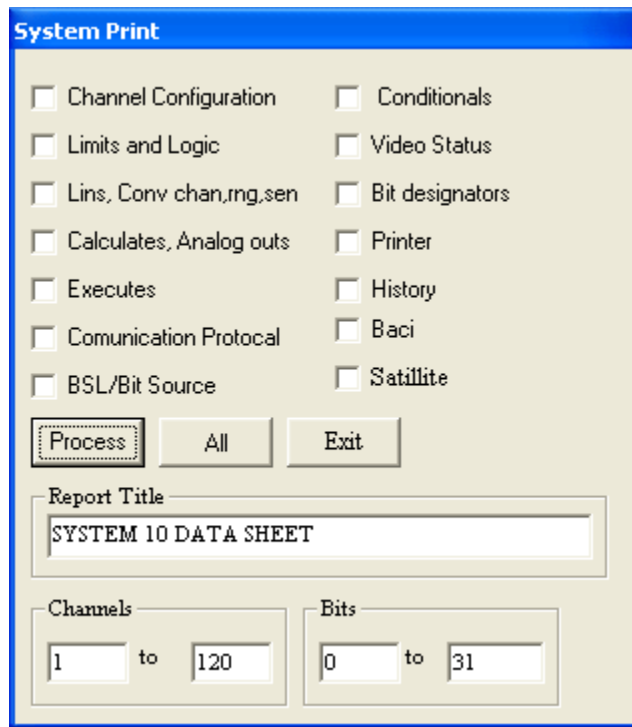 System Print
Channel Configuration
Conditionals
Limits and Logic
Video Status
Lins, Conv chan,rng,sen
Bit designators
Calculates, Analog outs
Printer
Executes
History
Comunication Protocal
Baci
BSL/Bit Source
Satillite
Process
All
Exit
Report Title
SYSTEM 10 DATA SHEET
Channels
Bits
1 to 120
0 to 31